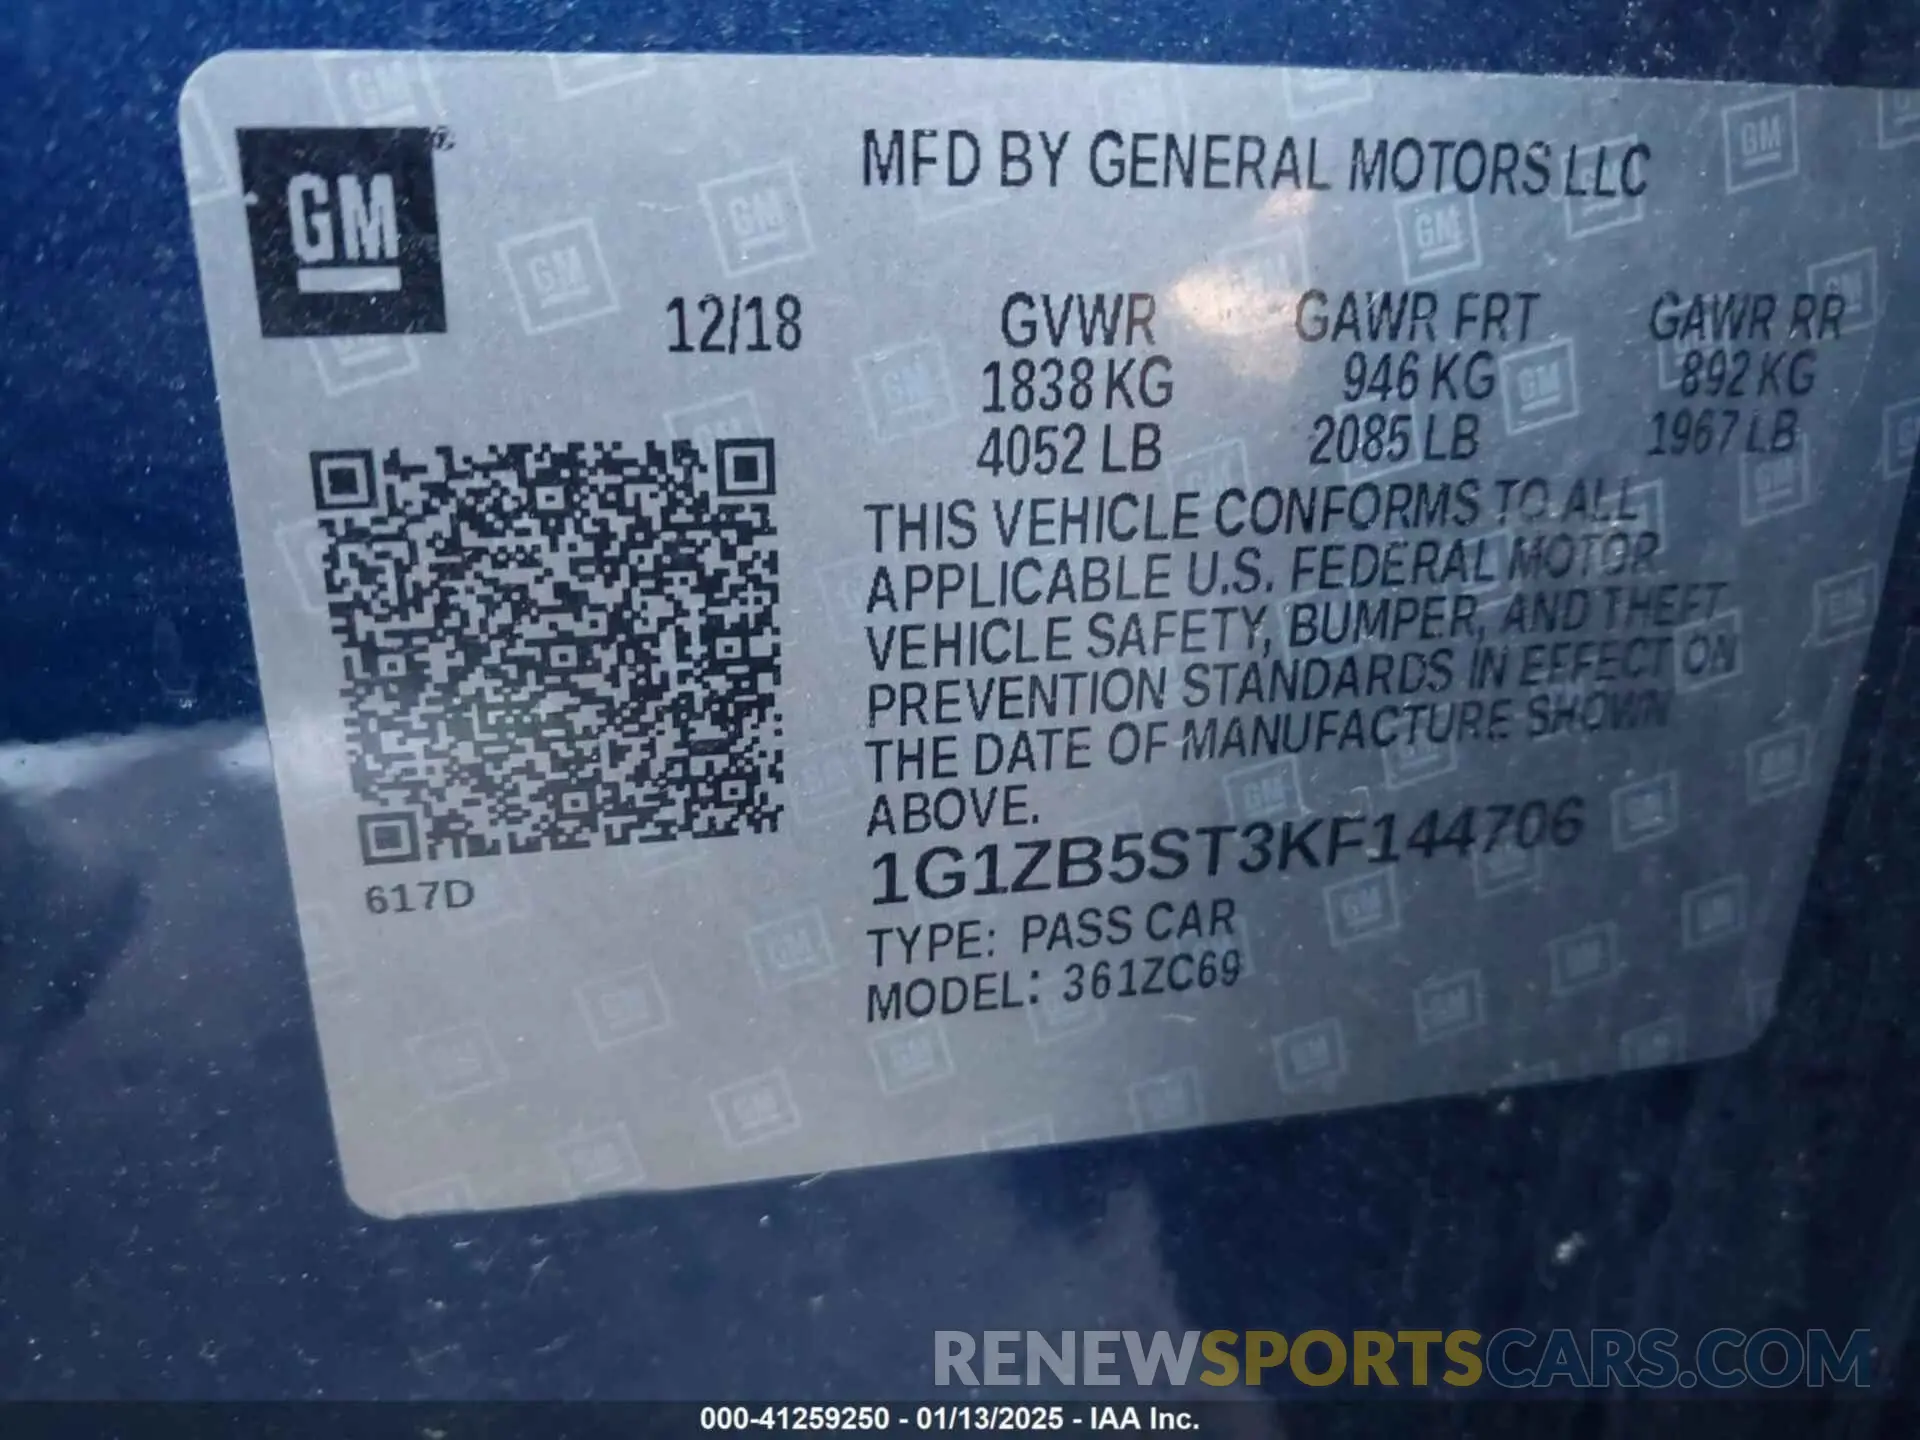 GM
MFD BY GENERAL MOTORS LLC
12/18
GVWR GAWR FRT GAWR RR
1838 KG 946 KG 892 KG
4052 LB 2085 LB 1967 LB
THIS VEHICLE CONFORMS TO ALL
APPLICABLE U.S. FEDERAL MOTOR
VEHICLE SAFETY, BUMPER, AND THEFT
PREVENTION STANDARDS IN EFFECT ON
THE DATE OF MANUFACTURE SHOWN
ABOVE.
1G1ZB5ST3KF144706
617D
TYPE: PASS CAR
MODEL: 361ZC69
RENEWSPORTSCARS.COM
000-41259250 - 01/13/2025 - IAA Inc.